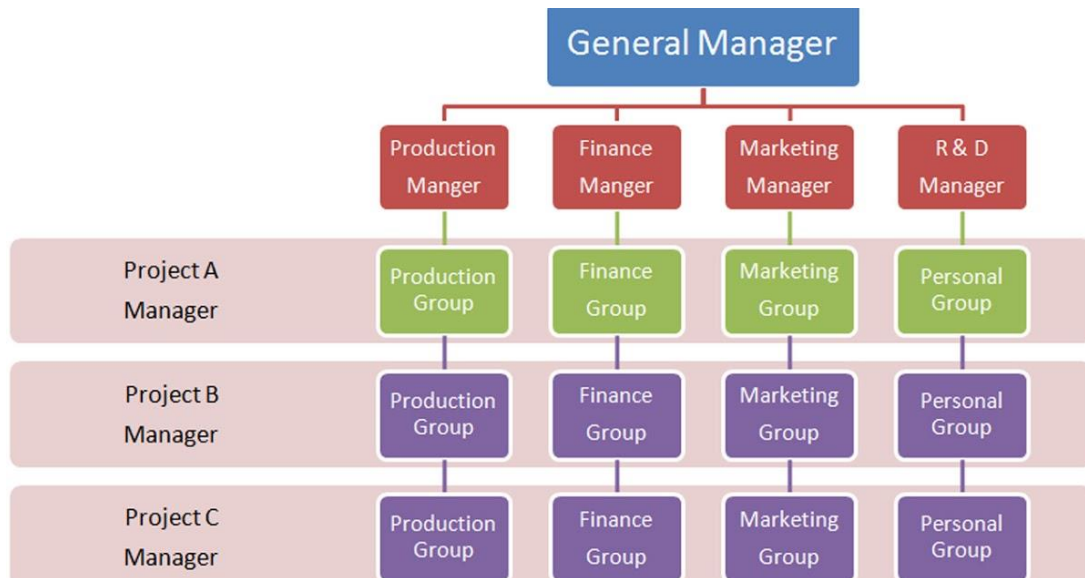 General Manager
Production
Manger
Finance
Manger
Marketing
Manager
R & D
Manager
Project A
Manager
Production
Group
Finance
Group
Marketing
Group
Personal
Group
Project B
Manager
Production
Group
Finance
Group
Marketing
Group
Personal
Group
Project C
Manager
Production
Group
Finance
Group
Marketing
Group
Personal
Group